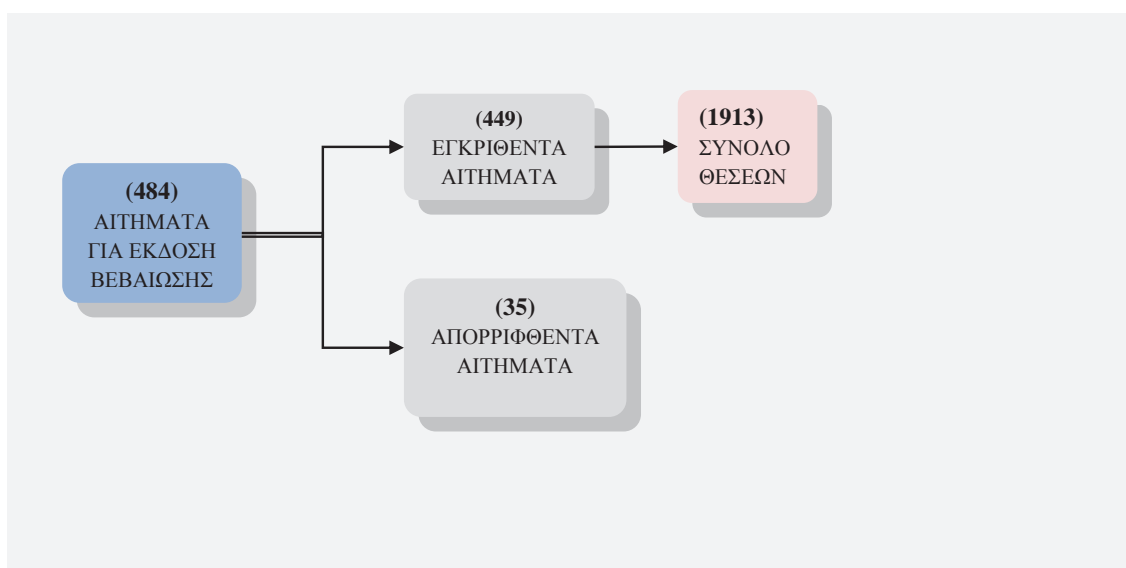 (484)
ΑΙΤΗΜΑΤΑ
ΓΙΑ ΕΚΔΟΣΗ
ΒΕΒΑΙΩΣΗΣ
(449)
ΕΓΚΡΙΘΕΝΤΑ
ΑΙΤΗΜΑΤΑ
(1913)
ΣΥΝΟΛΟ
ΘΕΣΕΩΝ
(35)
ΑΠΟΡΡΙΦΘΕΝΤΑ
ΑΙΤΗΜΑΤΑ